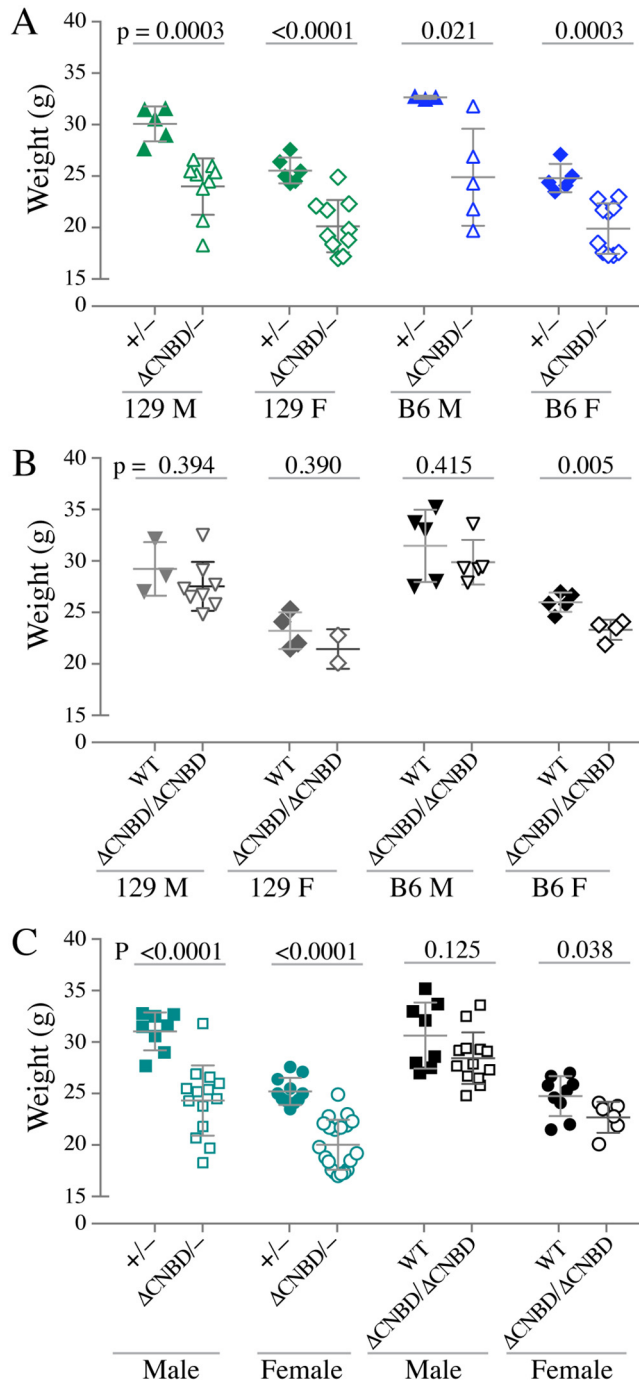 A
p = 0.0003 <0.0001 0.021 0.0003
Weight (g)
40
35
30
25
20
15
0
+/– ΔCNBD/– +/– ΔCNBD/– +/– ΔCNBD/– +/– ΔCNBD/–
129 M 129 F B6 M B6 F
B
p = 0.394 0.390 0.415 0.005
Weight (g)
40
35
30
25
20
15
0
WT ΔCNBD/ΔCNBD WT ΔCNBD/ΔCNBD WT ΔCNBD/ΔCNBD WT ΔCNBD/ΔCNBD
129 M 129 F B6 M B6 F
C
P <0.0001 <0.0001 0.125 0.038
Weight (g)
40
35
30
25
20
15
0
+/– ΔCNBD/– +/– ΔCNBD/– WT ΔCNBD/ΔCNBD WT ΔCNBD/ΔCNBD
Male Female Male Female